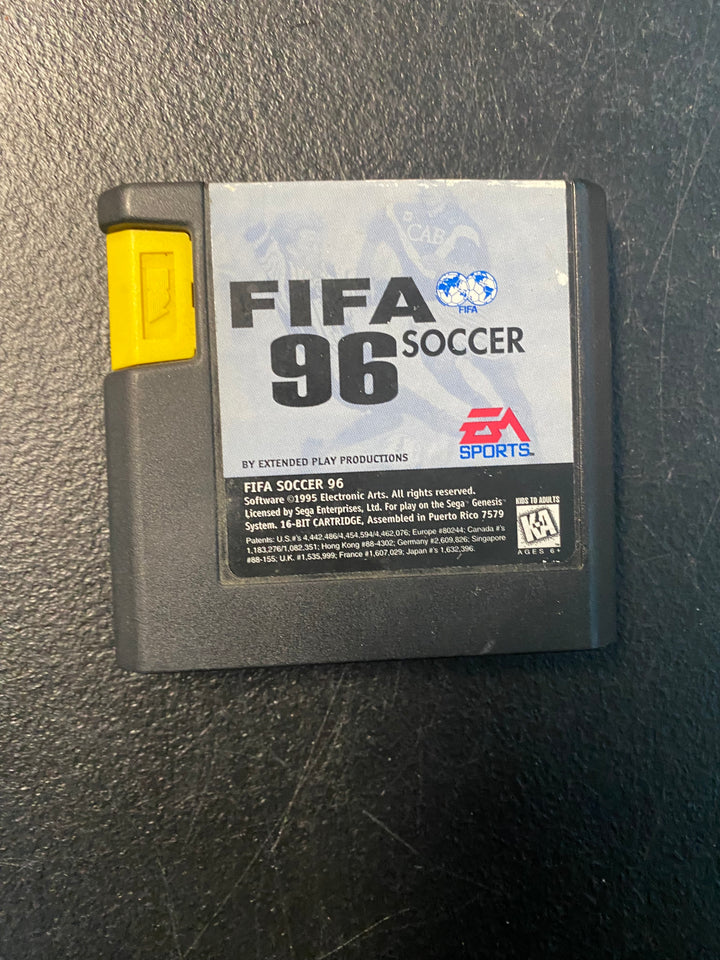 CAB
FIFA
FIFA
96 SOCCER
EA
SPORTS™
BY EXTENDED PLAY PRODUCTIONS
FIFA SOCCER 96
Software ©1995 Electronic Arts. All rights reserved.
Licensed by Sega Enterprises, Ltd. For play on the Sega™ Genesis™
System. 16-BIT CARTRIDGE, Assembled in Puerto Rico 7579
Patents: U.S.#'s 4,442,486/4,454,594/4,462,076; Europe #80244; Canada #'s
1,183,276/1,082,351; Hong Kong #88-4302; Germany #2,609,826; Singapore
#88-155; U.K. #1,535,999; France #1,607,029; Japan #'s 1,632,396.
KIDS TO ADULTS
K-A
AGES 6+